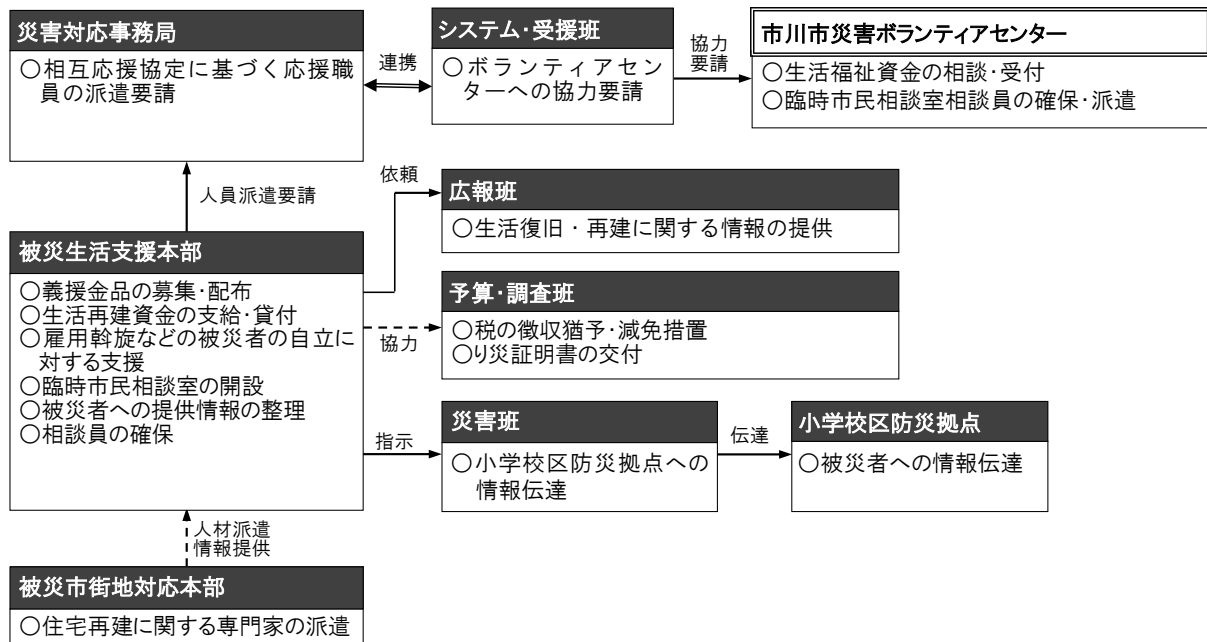 災害対応事務局
○相互応援協定に基づく応援職
員の派遣要請
連携
システム・受援班
○ボランティアセン
ターへの協力要請
協力
要請
市川市災害ボランティアセンター
○生活福祉資金の相談・受付
○臨時市民相談室相談員の確保・派遣
人員派遣要請
依頼
広報班
○生活復旧・再建に関する情報の提供
被災生活支援本部
○義援金品の募集・配布
○生活再建資金の支給・貸付
○雇用斡旋などの被災者の自立に
対する支援
○臨時市民相談室の開設
○被災者への提供情報の整理
○相談員の確保
協力
予算・調査班
○税の徴収猶予・減免措置
○り災証明書の交付
指示
災害班
○小学校区防災拠点への
情報伝達
伝達
小学校区防災拠点
○被災者への情報伝達
人材派遣
情報提供
被災市街地対応本部
○住宅再建に関する専門家の派遣